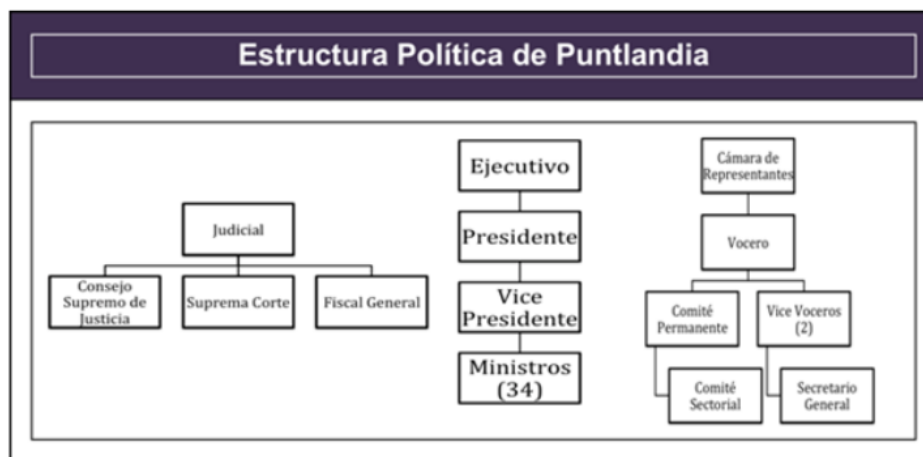 Estructura Política de Puntlandia
Judicial
Consejo
Supremo de
Justicia
Suprema Corte
Fiscal General
Ejecutivo
Presidente
Vice
Presidente
Ministros
(34)
Cámara de
Representantes
Vocero
Comité
Permanente
Vice Voceros
(2)
Comité
Sectorial
Secretario
General